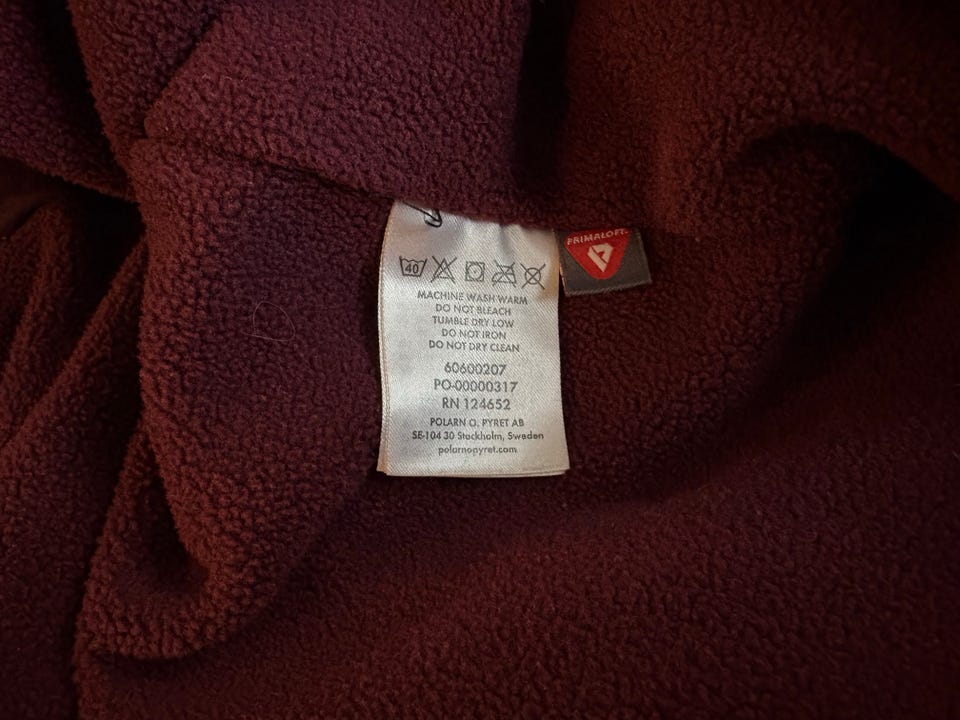 40
MACHINE WASH WARM
DO NOT BLEACH
TUMBLE DRY LOW
DO NOT IRON
DO NOT DRY CLEAN
60600207
PO-00000317
RN 124652
POLARN O. PYRET AB
SE-104 30 Stockholm, Sweden
polarnopyret.com
PRIMALOFT